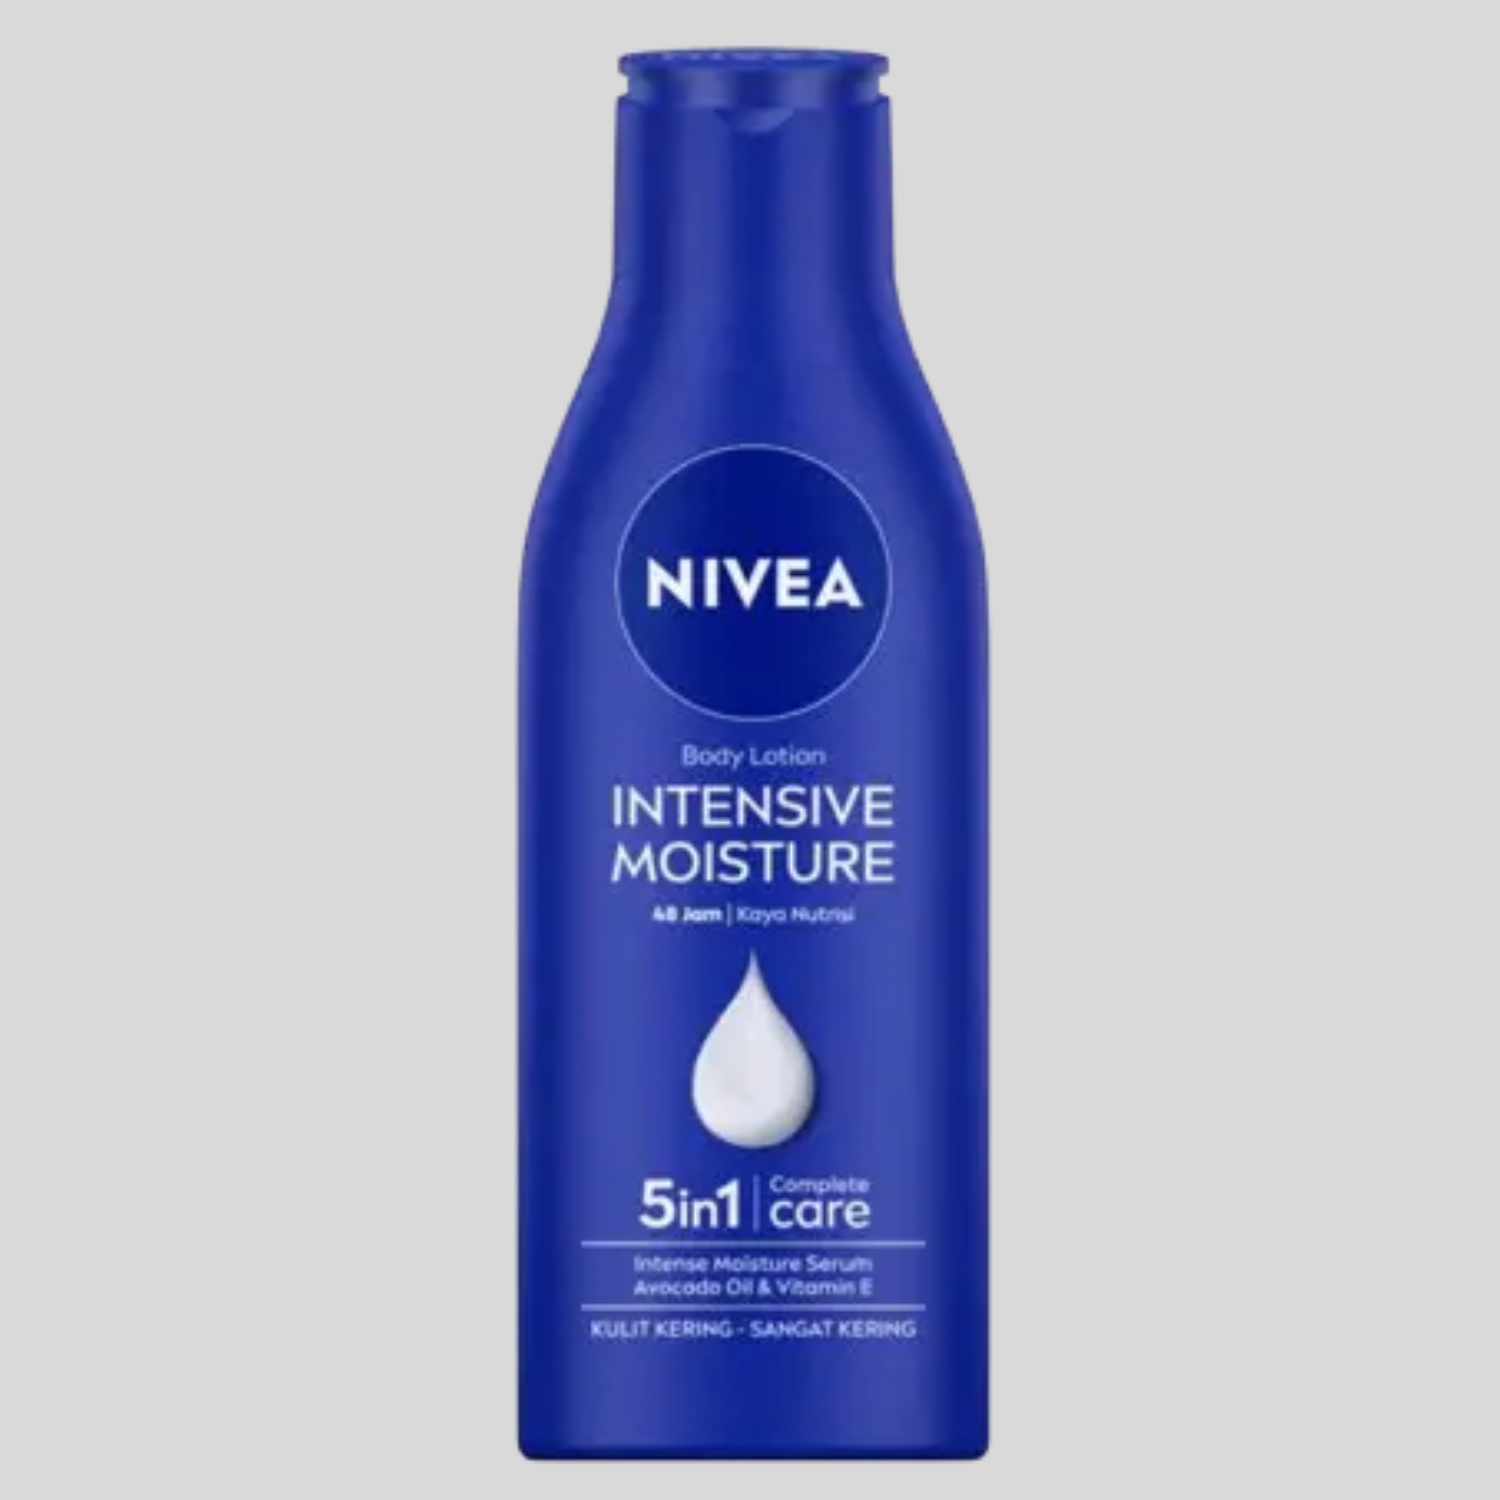 NIVEA
Body Lotion
INTENSIVE
MOISTURE
48 Jam | Kaya Nutrisi
5in1 | Complete care
Intense Moisture Serum
Avocado Oil & Vitamin E
KULIT KERING - SANGAT KERING